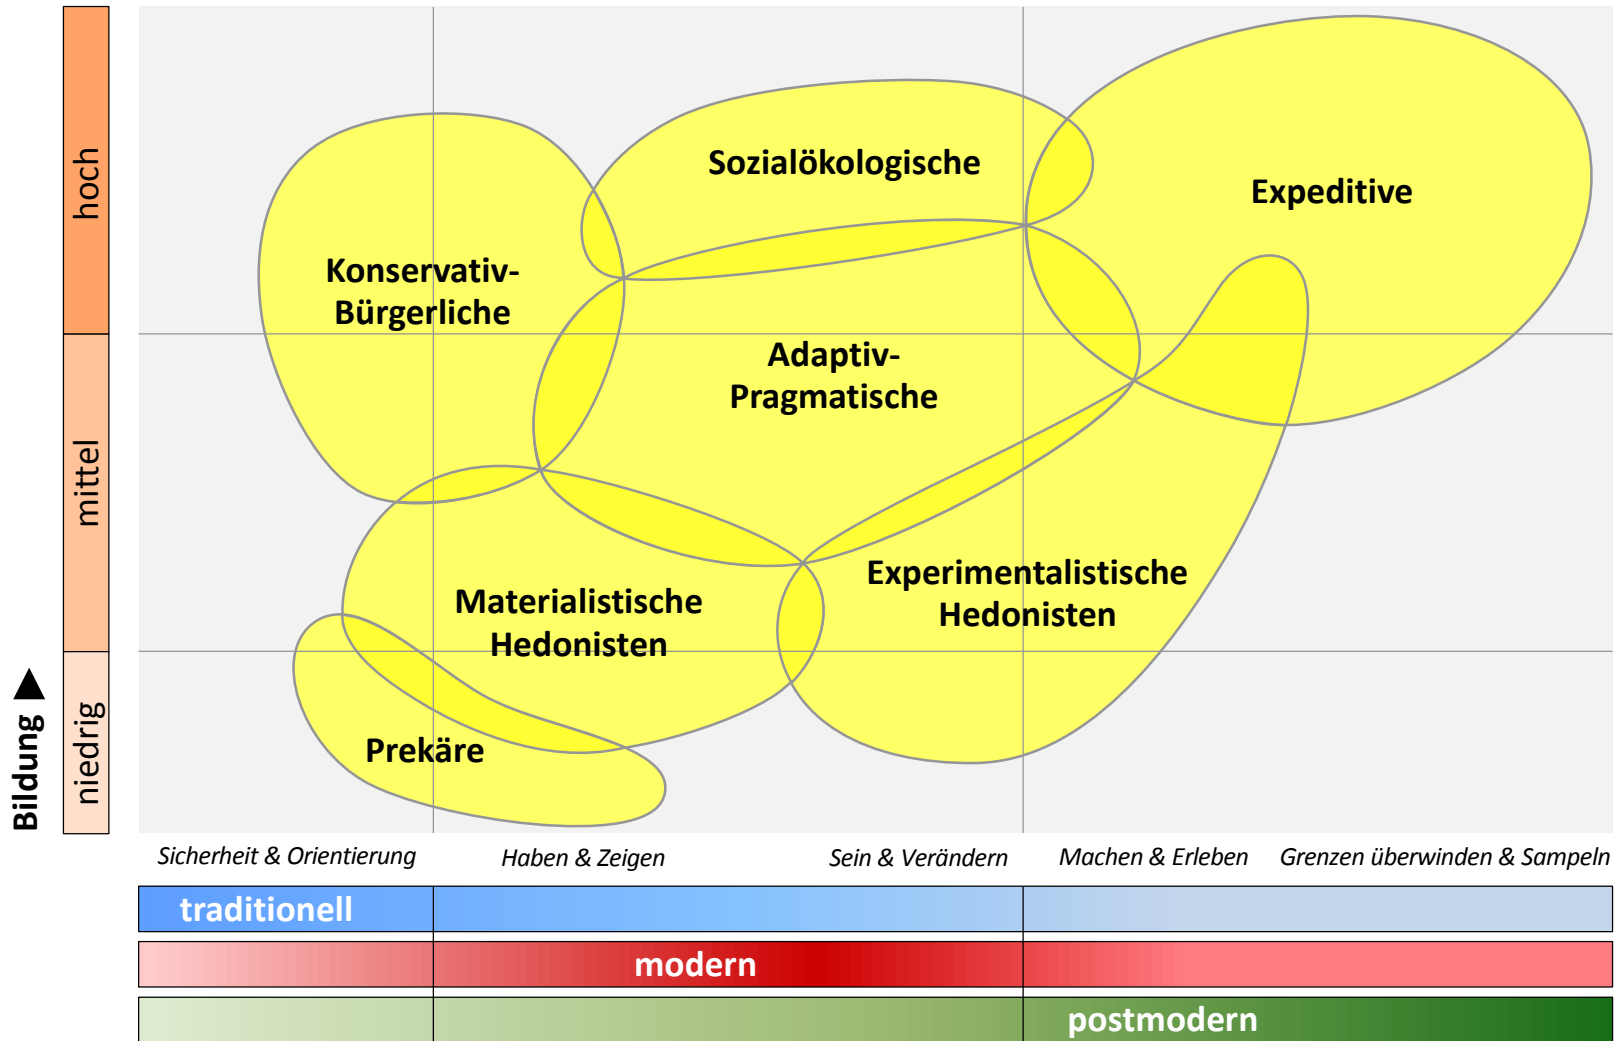 hoch
mittel
niedrig
Bildung ▶
Sozialökologische
Expeditive
Konservativ-
Bürgerliche
Adaptiv-
Pragmatische
Experimentalistische
Hedonisten
Materialistische
Hedonisten
Prekäre
Sicherheit & Orientierung
Haben & Zeigen
Sein & Verändern
Machen & Erleben
Grenzen überwinden & Sampeln
traditionell
modern
postmodern